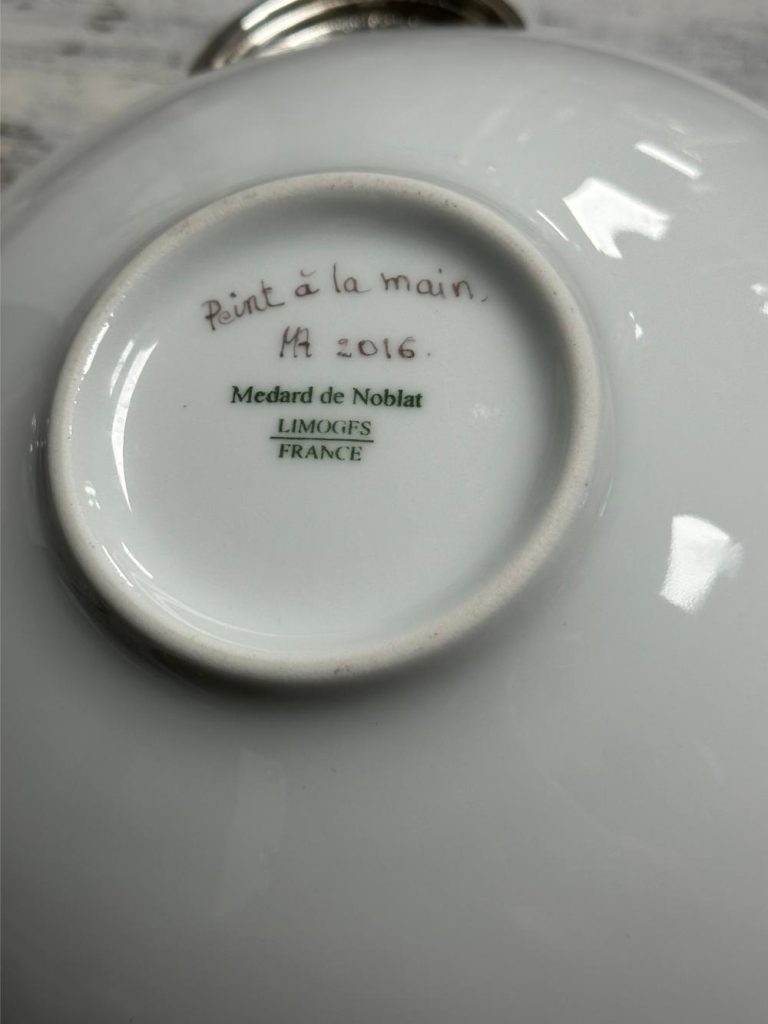 Peint à la main.
MA 2016.
Medard de Noblat
LIMOGES
FRANCE